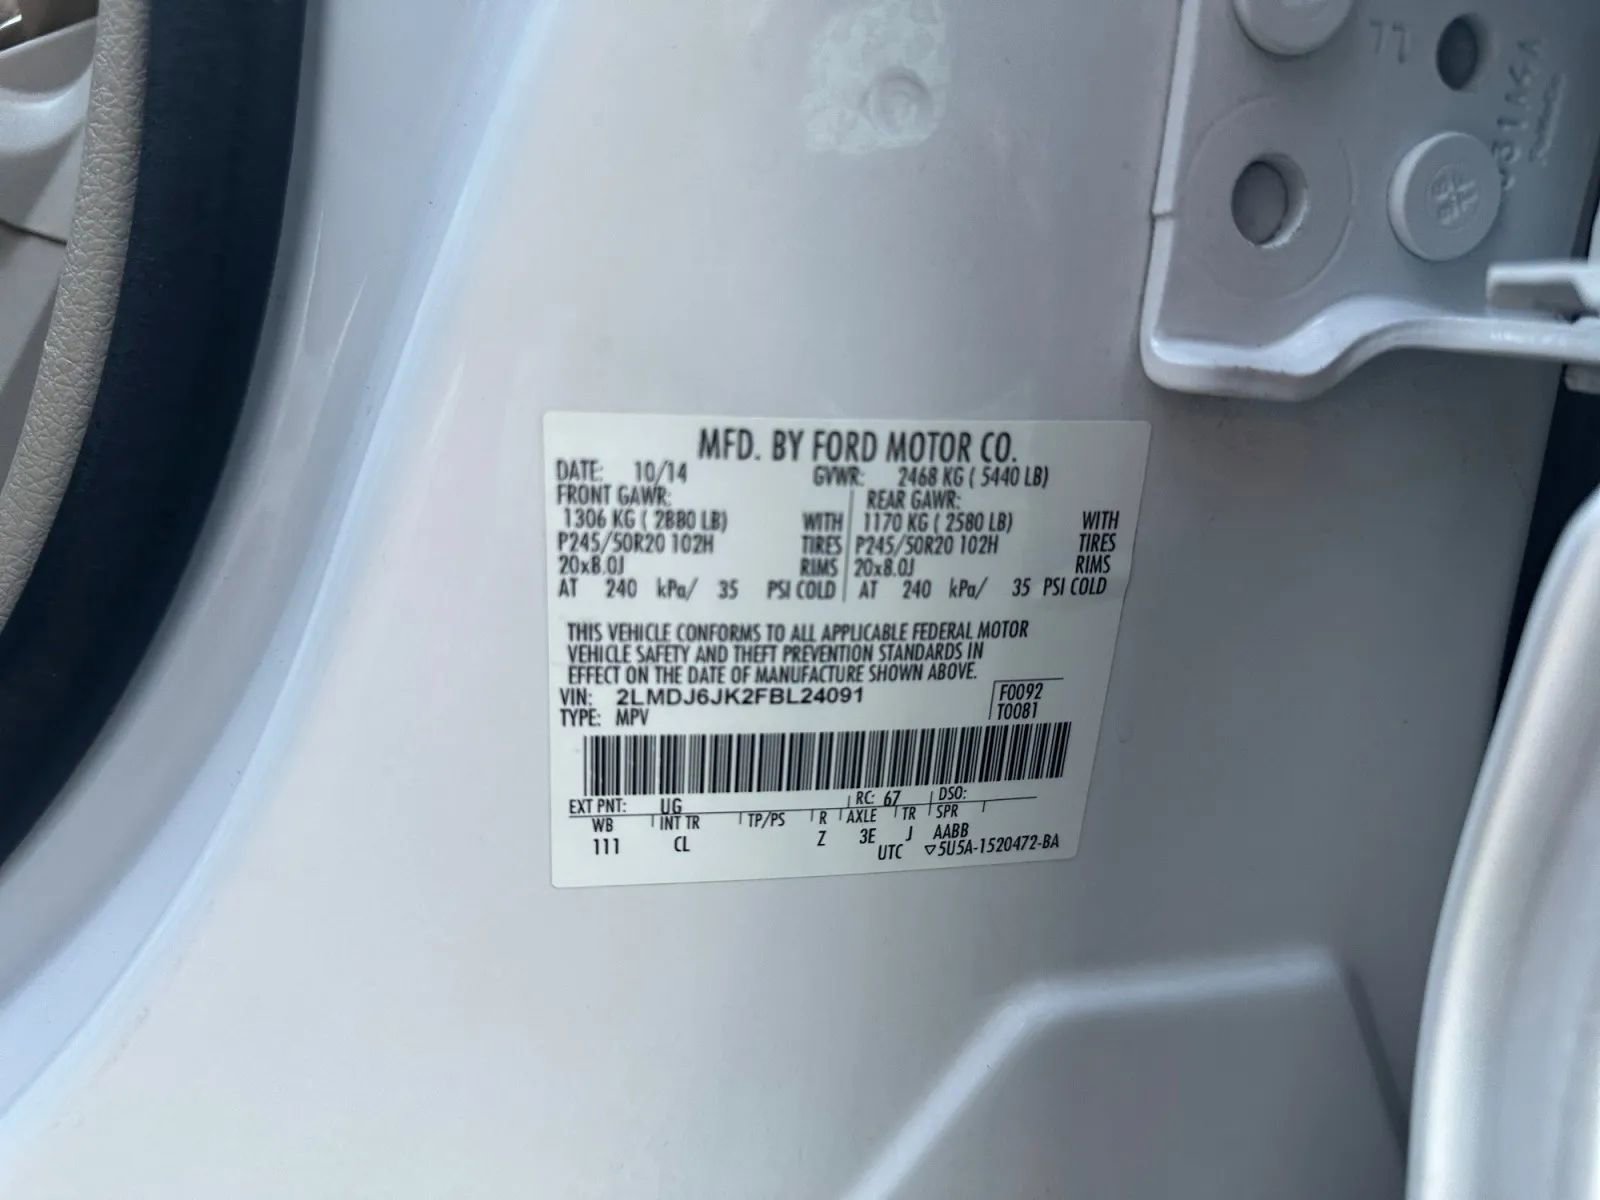 77
MFD. BY FORD MOTOR CO.
DATE: 10/14 GVWR: 2468 KG ( 5440 LB)
FRONT GAWR: REAR GAWR:
1306 KG ( 2880 LB) WITH 1170 KG ( 2580 LB) WITH
P245/50R20 102H TIRES P245/50R20 102H TIRES
20x8.0J RIMS 20x8.0J RIMS
AT 240 kPa/ 35 PSI COLD AT 240 kPa/ 35 PSI COLD
THIS VEHICLE CONFORMS TO ALL APPLICABLE FEDERAL MOTOR
VEHICLE SAFETY AND THEFT PREVENTION STANDARDS IN
EFFECT ON THE DATE OF MANUFACTURE SHOWN ABOVE.
VIN: 2LMDJ6JK2FBL24091 F0092
TYPE: MPV T0081
EXT PNT: UG RC: 67 DSO:
WB INT TR TP/PS R AXLE TR SPR
111 CL Z 3E J AABB
UTC ▽5U5A-1520472-BA